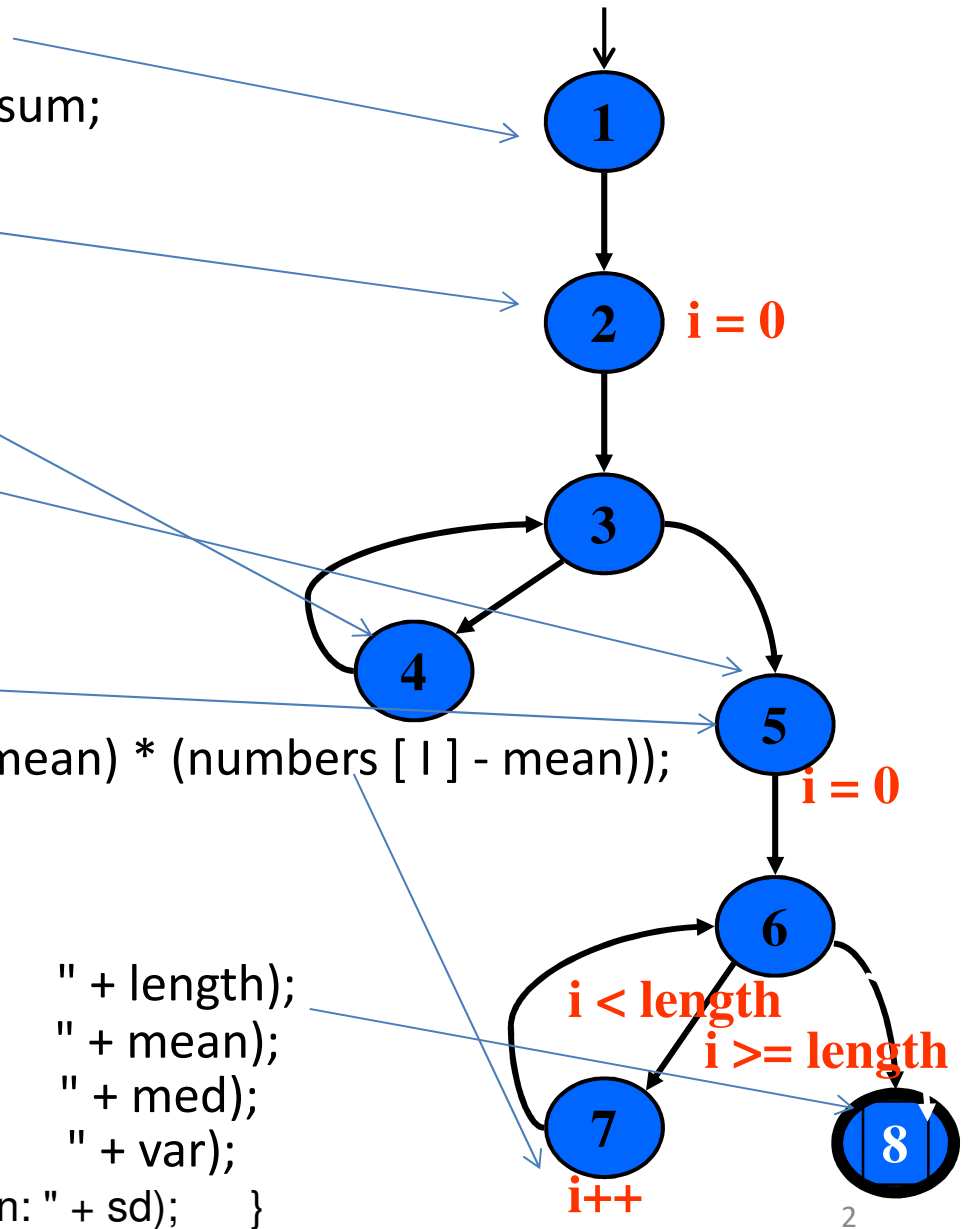 1
sum;
2 i = 0
3
4
5
mean) * (numbers [ I ] - mean));
i = 0
6
" + length);
i < length
" + mean);
i >= length
" + med);
7
8
" + var);
i++
n: " + sd); }
2